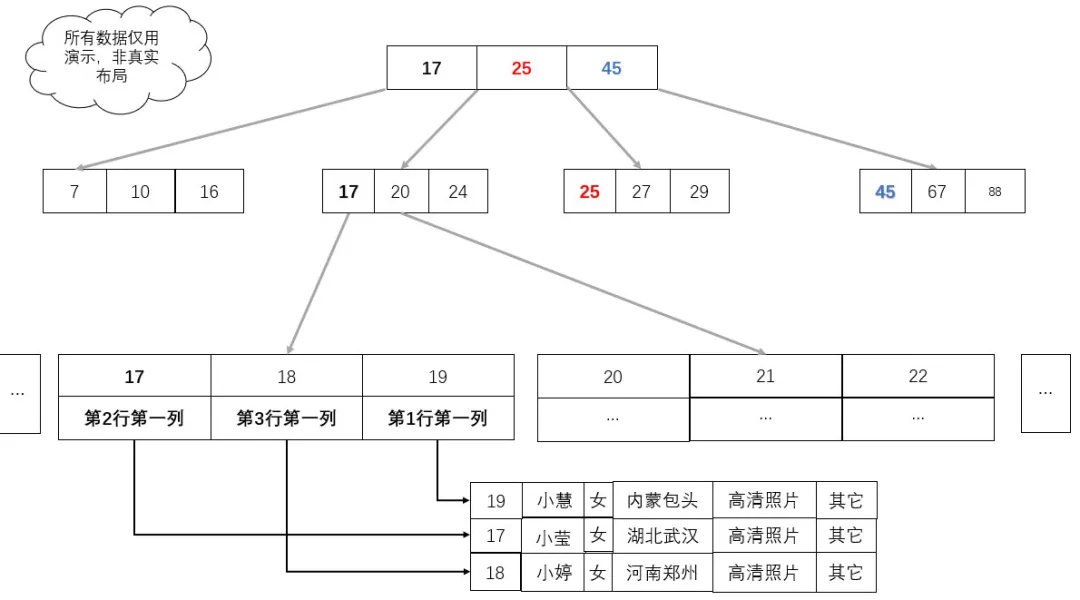 所有数据仅用
演示，非真实
布局
17 25 45
7 10 16
17 20 24
25 27 29
45 67 88
... 17 18 19 20 21 22 ...
第2行第一列 第3行第一列 第1行第一列 ... ... ...
19 小慧 女 内蒙包头 高清照片 其它
17 小莹 女 湖北武汉 高清照片 其它
18 小婷 女 河南郑州 高清照片 其它